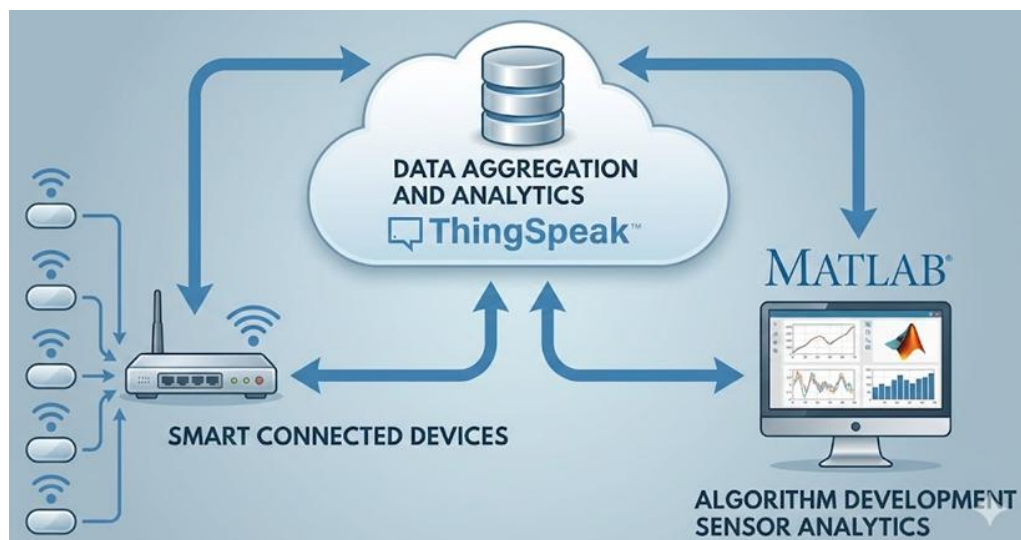 DATA AGGREGATION
AND ANALYTICS
ThingSpeak™
MATLAB®
SMART CONNECTED DEVICES
ALGORITHM DEVELOPMENT
SENSOR ANALYTICS